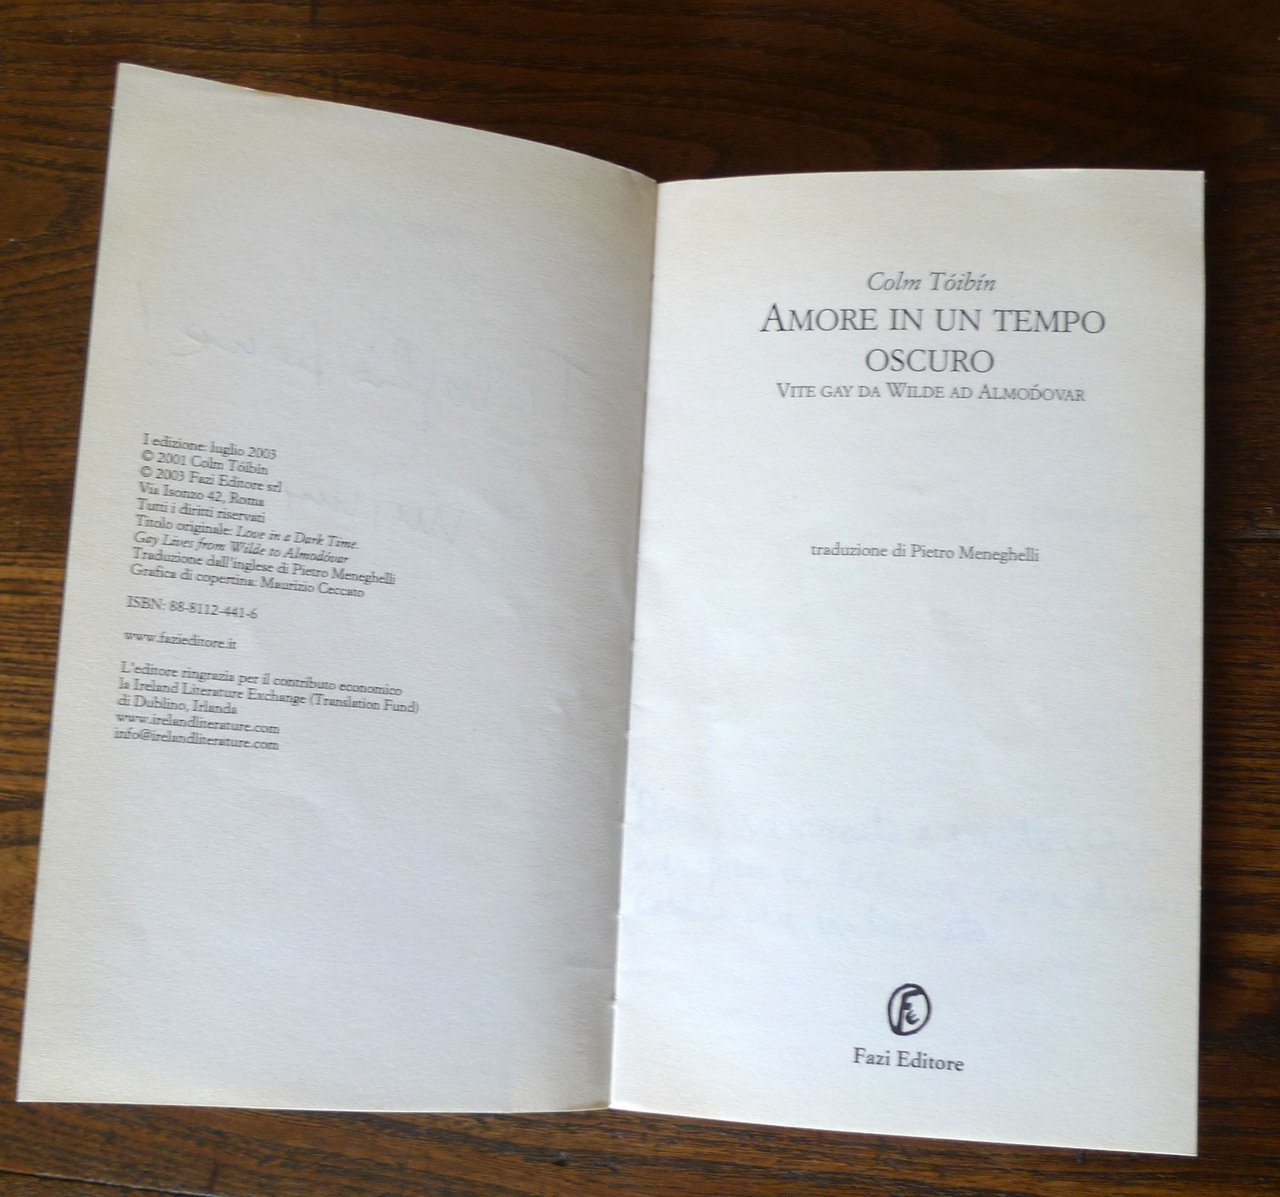 I edizione: luglio 2003
© 2001 Colm Tóibín
© 2003 Fazi Editore srl
Via Isonzo 42, Roma
Tutti i diritti riservati
Titolo originale: Love in a Dark Time.
Gay Lives from Wilde to Almodóvar
Traduzione dall'inglese di Pietro Meneghelli
Grafica di copertina: Maurizio Ceccato
ISBN: 88-8112-441-6
www.fazieditore.it
L'editore ringrazia per il contributo economico
la Ireland Literature Exchange (Translation Fund)
di Dublino, Irlanda
www.irelandliterature.com
info@irelandliterature.com
Colm Tóibín
AMORE IN UN TEMPO
OSCURO
VITE GAY DA WILDE AD ALMODÓVAR
traduzione di Pietro Meneghelli
Fazi Editore